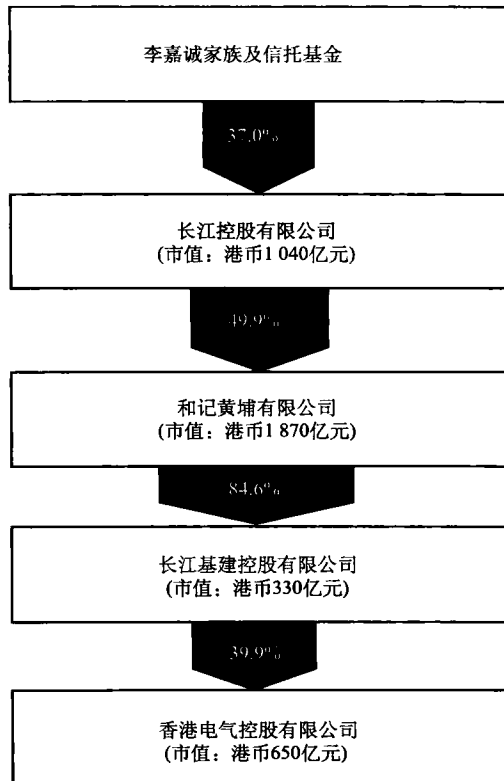 李嘉诚家族及信托基金
37.0%
长江控股有限公司
(市值：港币1 040亿元)
49.9%
和记黄埔有限公司
(市值：港币1 870亿元)
84.6%
长江基建控股有限公司
(市值：港币330亿元)
39.9%
香港电气控股有限公司
(市值：港币650亿元)